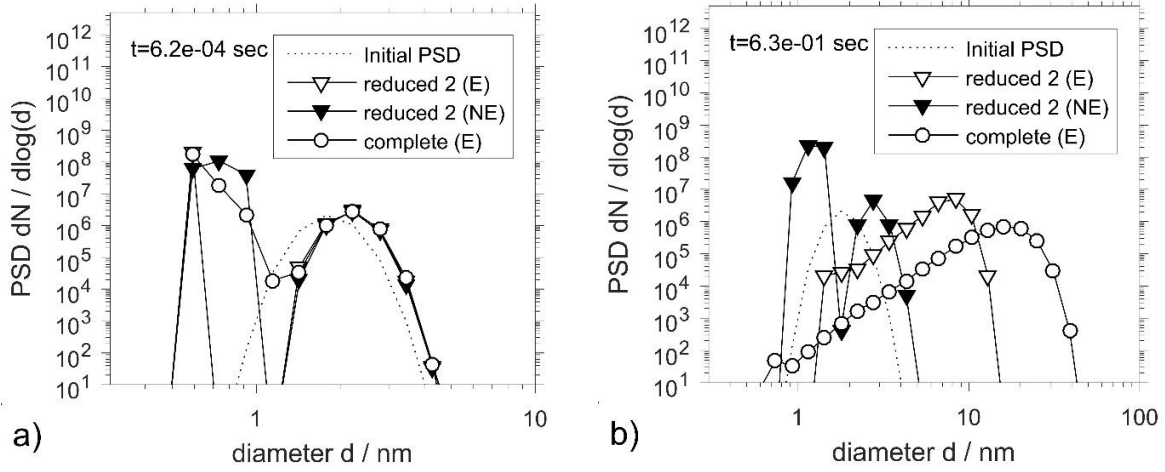 10^12
10^11
10^10
10^9
10^8
10^7
10^6
10^5
10^4
10^3
10^2
10^1
PSD dN / dlog(d)
t=6.2e-04 sec
Initial PSD
reduced 2 (E)
reduced 2 (NE)
complete (E)
1
10
diameter d / nm
a)
10^12
10^11
10^10
10^9
10^8
10^7
10^6
10^5
10^4
10^3
10^2
10^1
PSD dN / dlog(d)
t=6.3e-01 sec
Initial PSD
reduced 2 (E)
reduced 2 (NE)
complete (E)
1
10
100
diameter d / nm
b)